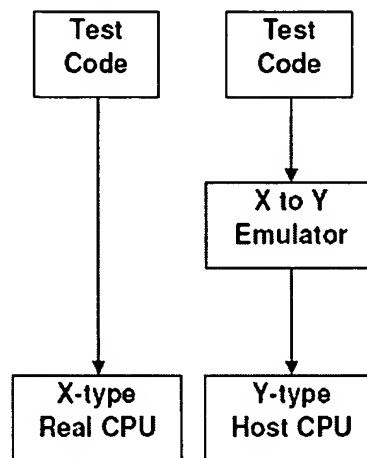 Test
Code
Test
Code
X to Y
Emulator
X-type
Real CPU
Y-type
Host CPU